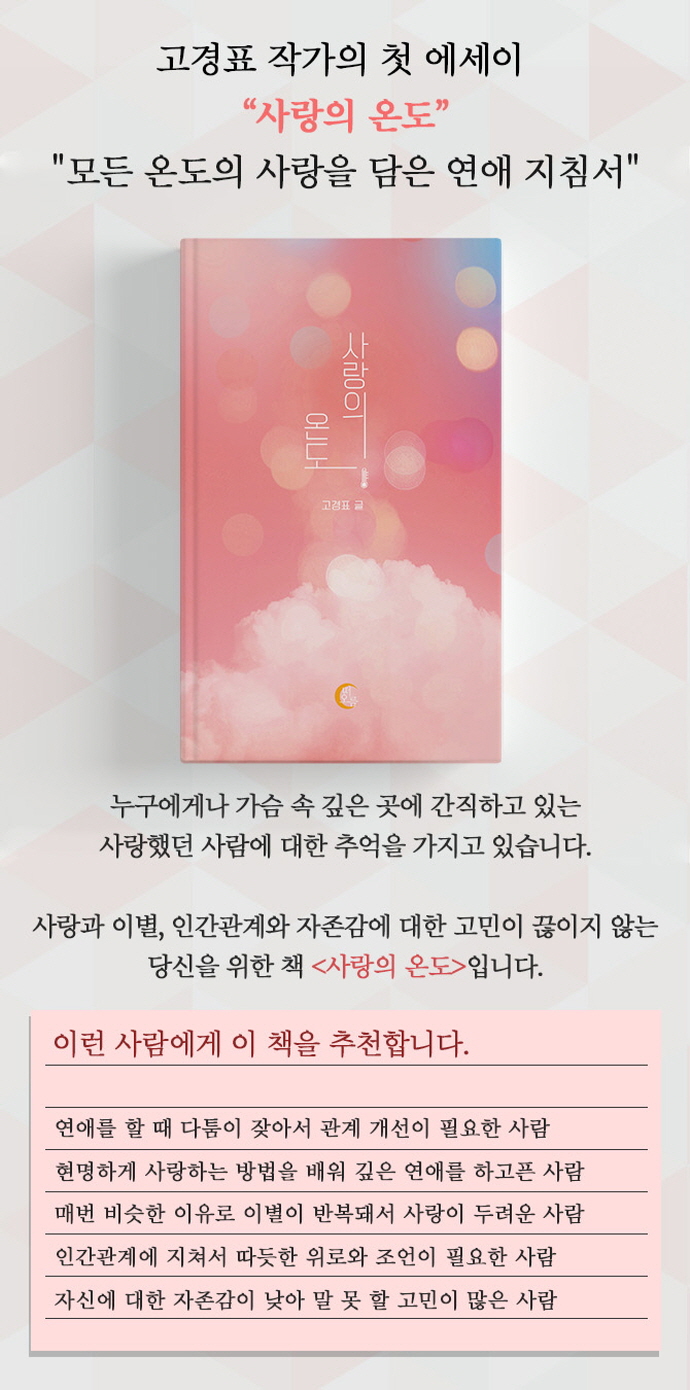 고경표 작가의 첫 에세이
“사랑의 온도”
"모든 온도의 사랑을 담은 연애 지침서"
사랑의
온도
고경표 글
누구에게나 가슴 속 깊은 곳에 간직하고 있는
사랑했던 사람에 대한 추억을 가지고 있습니다.
사랑과 이별, 인간관계와 자존감에 대한 고민이 끊이지 않는
당신을 위한 책 <사랑의 온도>입니다.
이런 사람에게 이 책을 추천합니다.
연애를 할 때 다툼이 잦아서 관계 개선이 필요한 사람
현명하게 사랑하는 방법을 배워 깊은 연애를 하고픈 사람
매번 비슷한 이유로 이별이 반복돼서 사랑이 두려운 사람
인간관계에 지쳐서 따듯한 위로와 조언이 필요한 사람
자신에 대한 자존감이 낮아 말 못 할 고민이 많은 사람